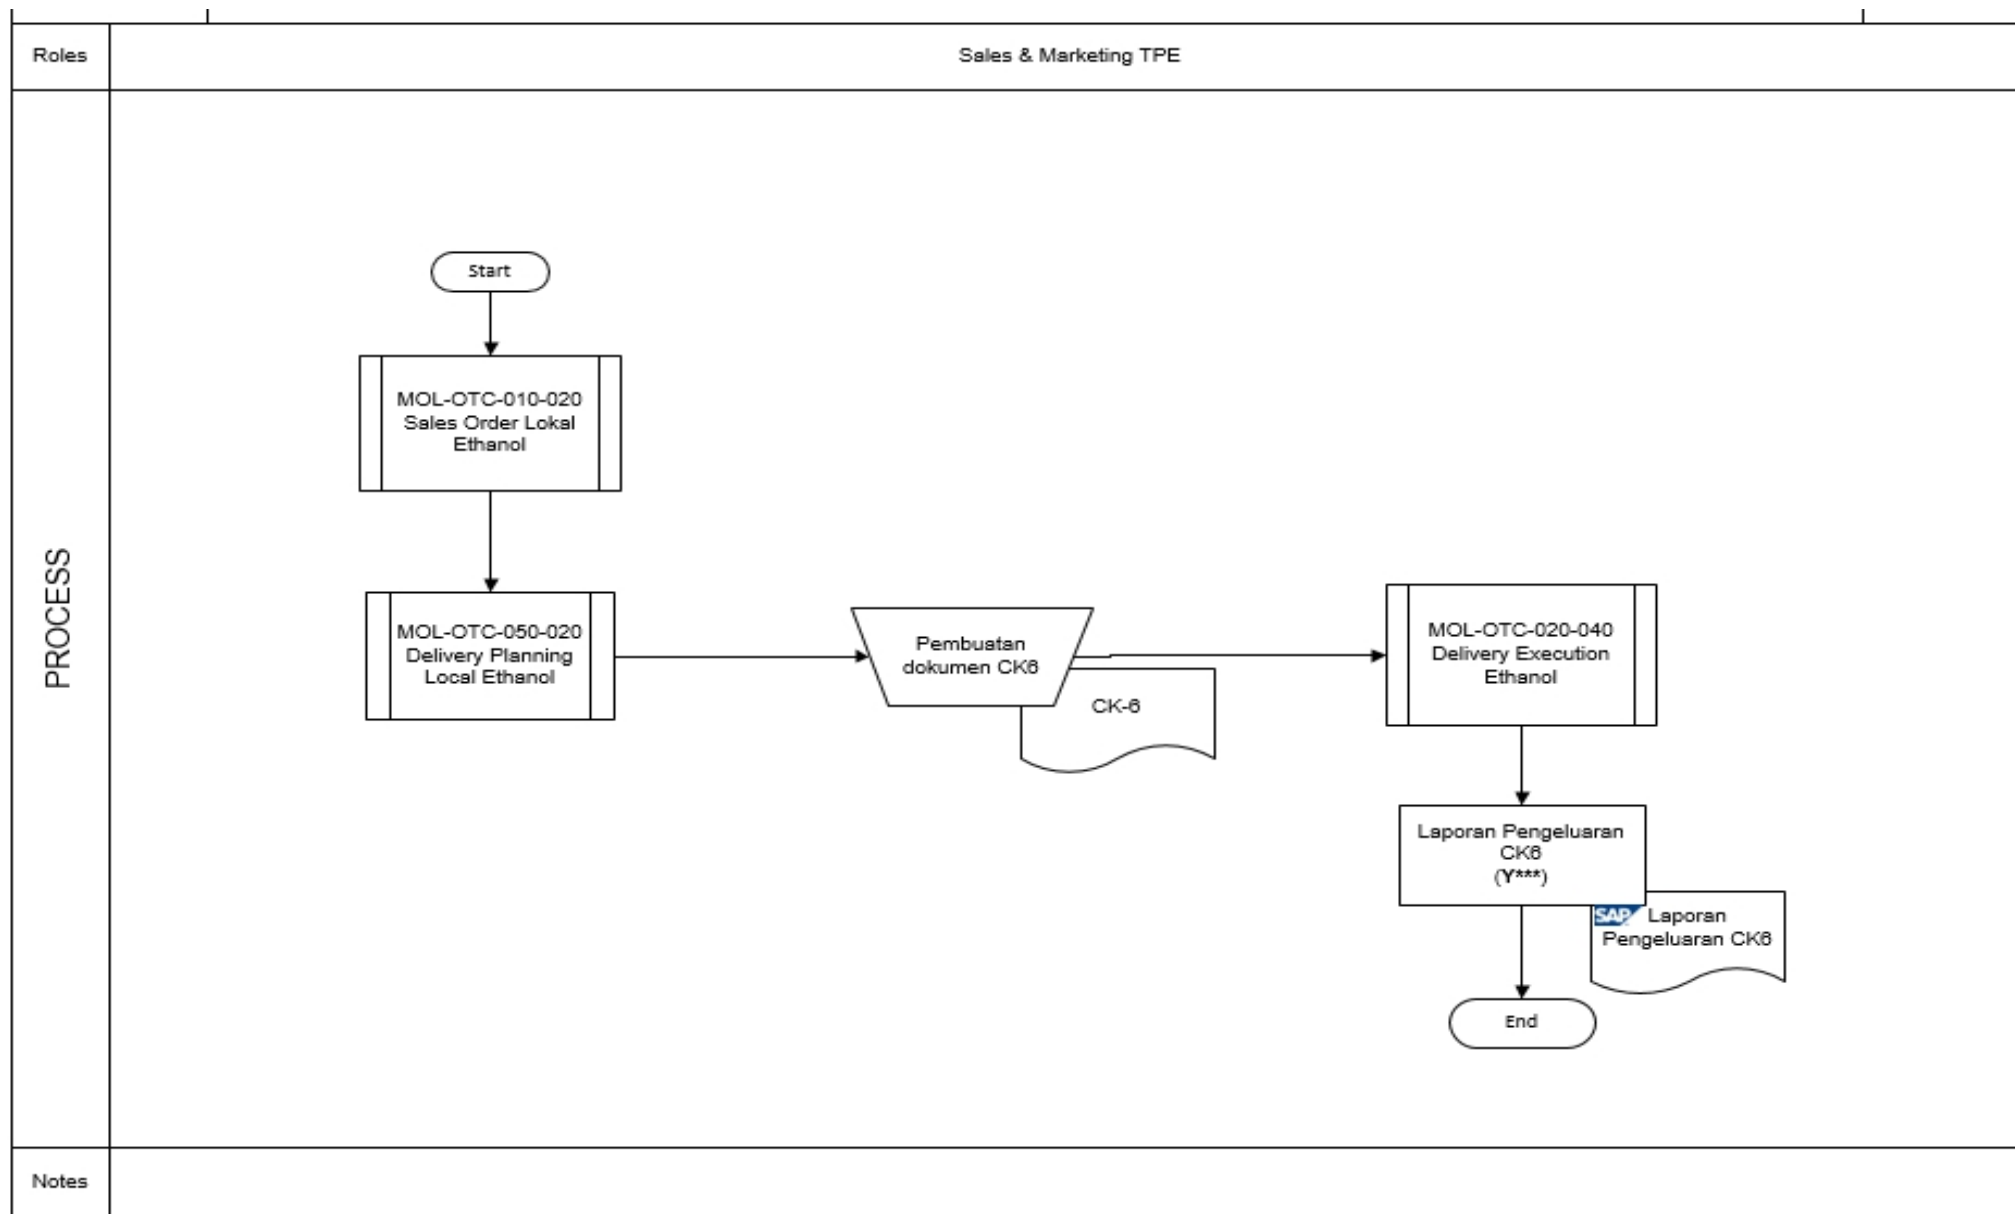 Roles
Sales & Marketing TPE
PROCESS
Start
MOL-OTC-010-020
Sales Order Lokal
Ethanol
MOL-OTC-050-020
Delivery Planning
Local Ethanol
Pembuatan
dokumen CK6
CK-6
MOL-OTC-020-040
Delivery Execution
Ethanol
Laporan Pengeluaran
CK6
(Y***)
SAP Laporan
Pengeluaran CK6
End
Notes